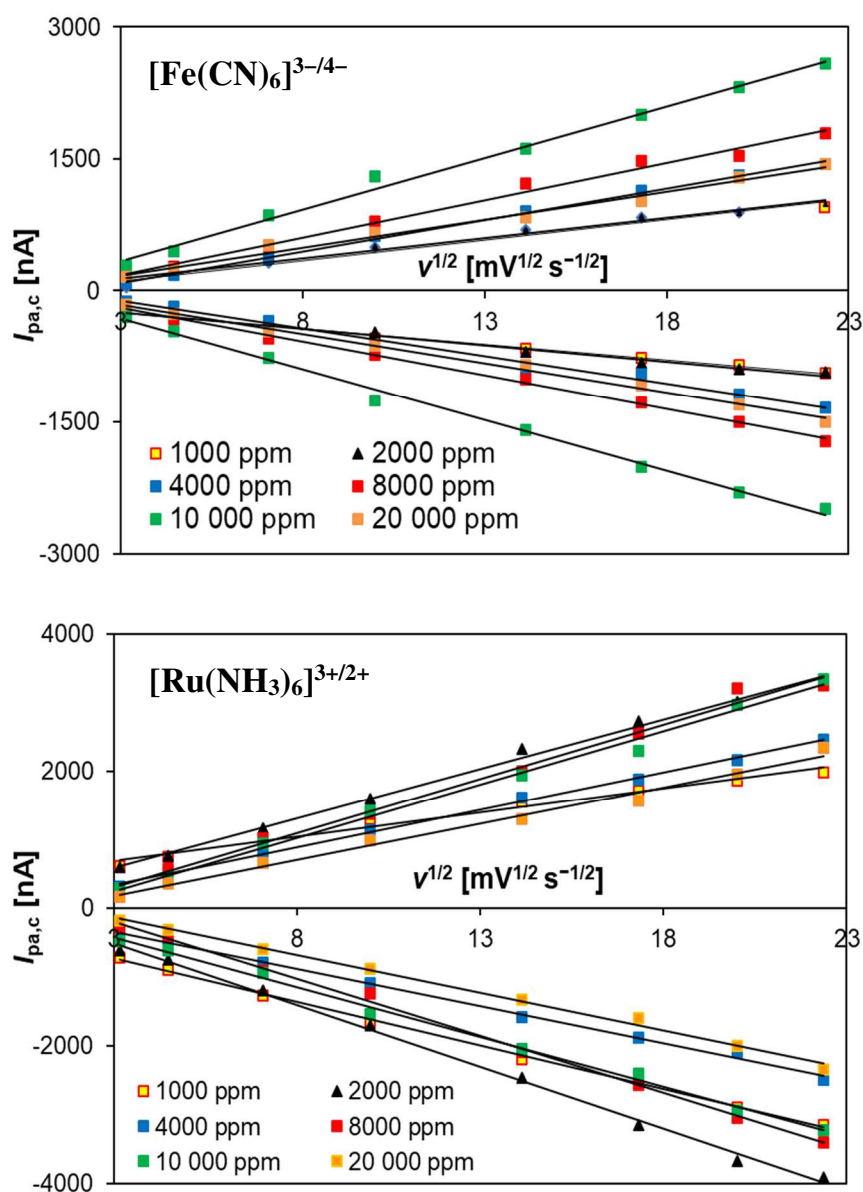 3000
[Fe(CN)₆]³⁻/⁴⁻
1500
v¹/² [mV¹/² s⁻¹/²]
0
3 8 13 18 23
Iₚₐ,c [nA]
-1500
1000 ppm 2000 ppm
4000 ppm 8000 ppm
10 000 ppm 20 000 ppm
-3000
4000
[Ru(NH₃)₆]³⁺/²⁺
2000
v¹/² [mV¹/² s⁻¹/²]
0
3 8 13 18 23
Iₚₐ,c [nA]
-2000
1000 ppm 2000 ppm
4000 ppm 8000 ppm
10 000 ppm 20 000 ppm
-4000